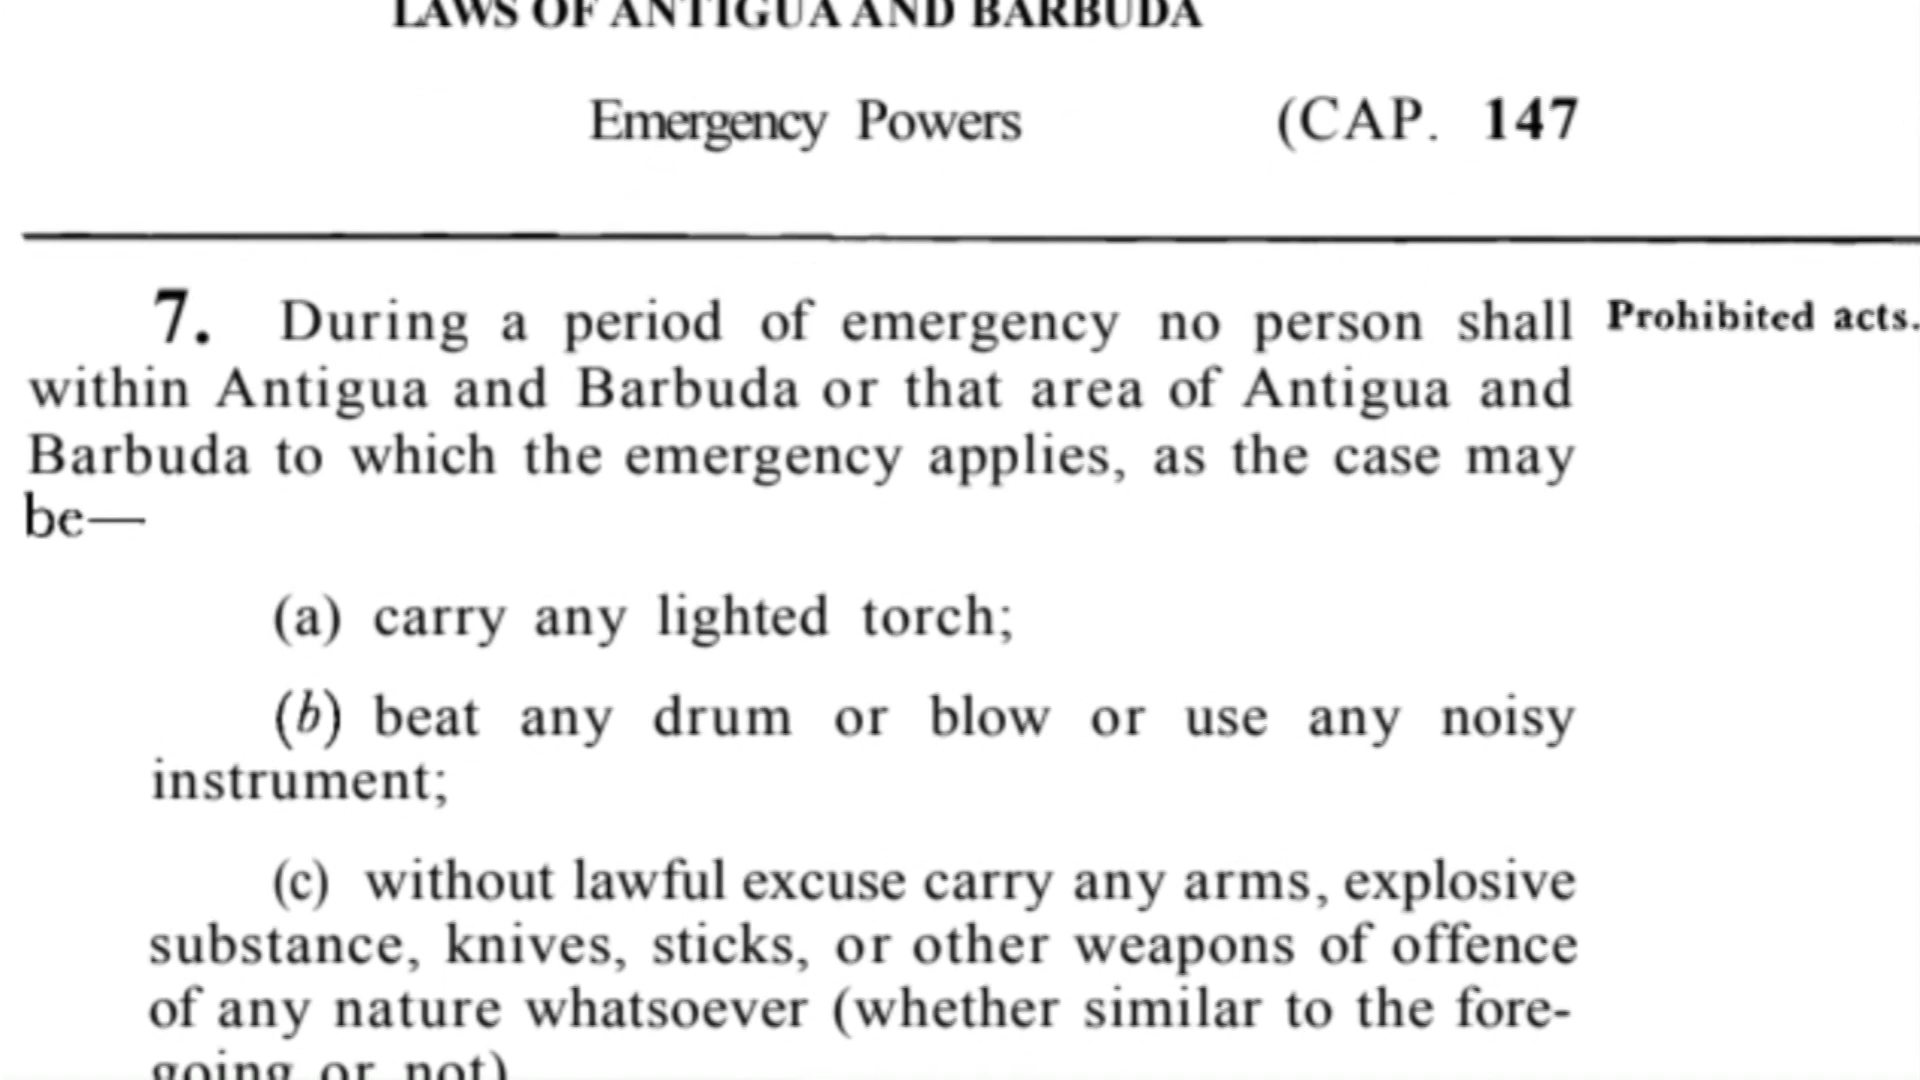 LAWS OF ANTIGUA AND BARBUDA
Emergency Powers (CAP. 147
7. During a period of emergency no person shall Prohibited acts.
within Antigua and Barbuda or that area of Antigua and
Barbuda to which the emergency applies, as the case may
be—
(a) carry any lighted torch;
(b) beat any drum or blow or use any noisy
instrument;
(c) without lawful excuse carry any arms, explosive
substance, knives, sticks, or other weapons of offence
of any nature whatsoever (whether similar to the fore-
going or not)